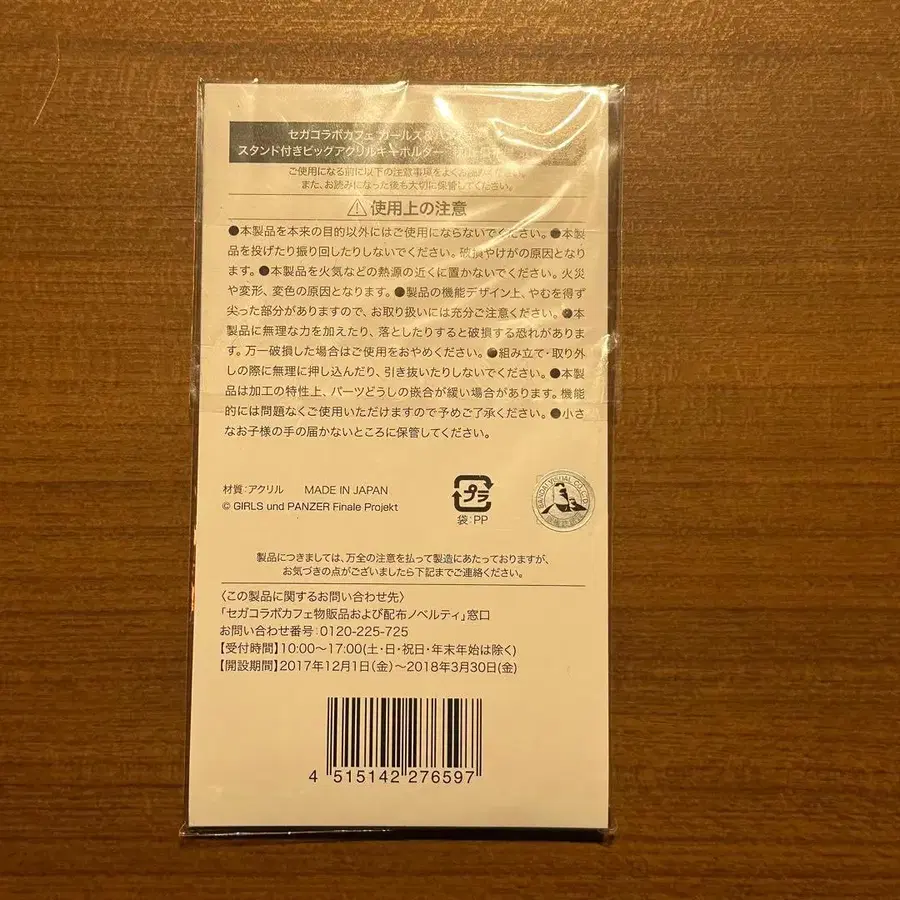 セガコラボカフェ ガールズ&パン
スタンド付きビッグアクリルキーホルダー
ご使用になる前に以下の注意事項をよくお読みください。
また、お読みになった後も大切に保管してください。
⚠使用上の注意
●本製品を本来の目的以外にはご使用にならないでください。●本製
品を投げたり振り回したりしないでください。破損やけがの原因となり
ます。●本製品を火気などの熱源の近くに置かないでください。火災
や変形、変色の原因となります。●製品の機能デザイン上、やむを得ず
尖った部分がありますので、お取り扱いには充分ご注意ください。●本
製品に無理な力を加えたり、落としたりすると破損する恐れがありま
す。万一破損した場合はご使用をおやめください。●組み立て・取り外
しの際に無理に押し込んだり、引き抜いたりしないでください。●本製
品は加工の特性上、パーツどうしの嵌合が緩い場合があります。機能
的には問題なくご使用いただけますので予めご了承ください。●小さ
なお子様の手の届かないところに保管してください。
材質:アクリル MADE IN JAPAN
© GIRLS und PANZER Finale Projekt
プラ
袋:PP
BANDAI VISUAL CO.,LTD.
製品につきましては、万全の注意を払って製造にあたっておりますが、
お気づきの点がございましたら下記までご連絡ください。
〈この製品に関するお問い合わせ先〉
「セガコラボカフェ物販品および配布ノベルティ」窓口
お問い合わせ番号:0120-225-725
【受付時間】10:00〜17:00(土・日・祝日・年末年始は除く)
【開設期間】2017年12月1日(金)〜2018年3月30日(金)
4 515142 276597